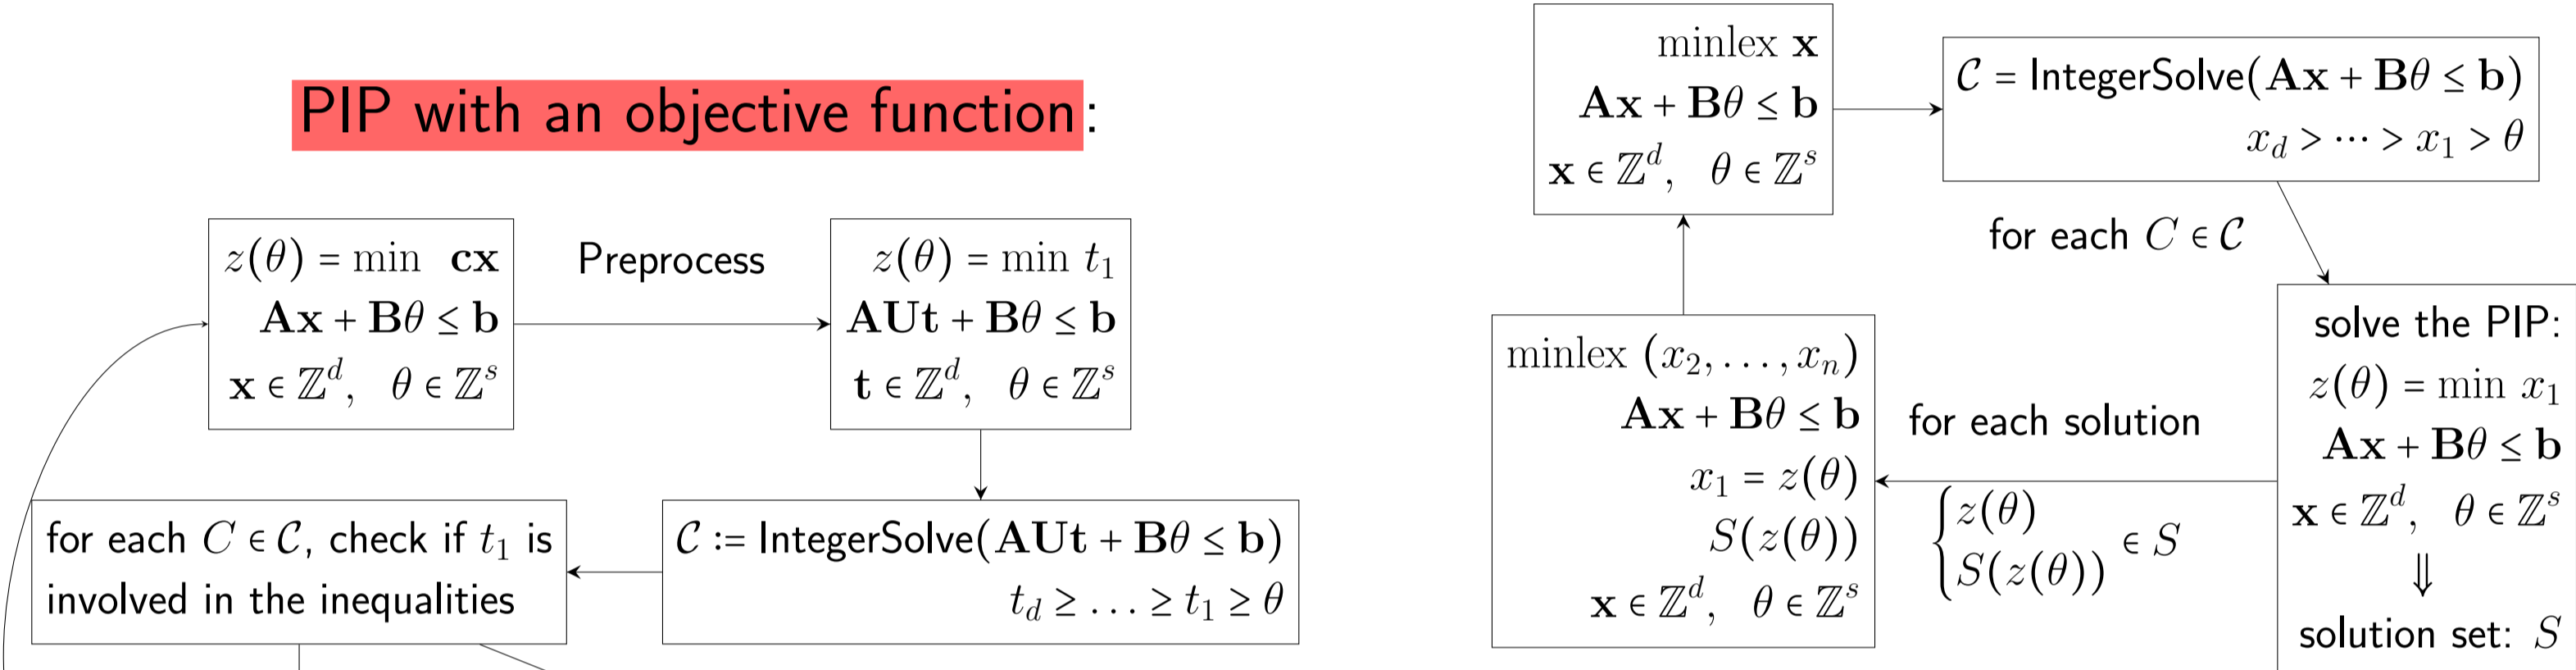 PIP with an objective function:
z(θ) = min cx
Ax + Bθ ≤ b
x ∈ ℤ^d, θ ∈ ℤ^s
Preprocess
z(θ) = min t_1
AUt + Bθ ≤ b
t ∈ ℤ^d, θ ∈ ℤ^s
𝒞 := IntegerSolve(AUt + Bθ ≤ b)
t_d ≥ … ≥ t_1 ≥ θ
for each C ∈ 𝒞, check if t_1 is
involved in the inequalities
minlex x
Ax + Bθ ≤ b
x ∈ ℤ^d, θ ∈ ℤ^s
𝒞 = IntegerSolve(Ax + Bθ ≤ b)
x_d > ⋯ > x_1 > θ
for each C ∈ 𝒞
solve the PIP:
z(θ) = min x_1
Ax + Bθ ≤ b
x ∈ ℤ^d, θ ∈ ℤ^s
⇓
solution set: S
for each solution
{ z(θ)
S(z(θ)) ∈ S
minlex (x_2, …, x_n)
Ax + Bθ ≤ b
x_1 = z(θ)
S(z(θ))
x ∈ ℤ^d, θ ∈ ℤ^s